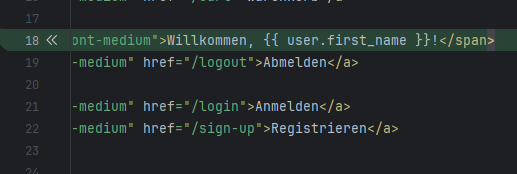 17
18 ont-medium">Willkommen, {{ user.first_name }}!</span>
19 -medium" href="/logout">Abmelden</a>
20
21 -medium" href="/login">Anmelden</a>
22 -medium" href="/sign-up">Registrieren</a>
23
24